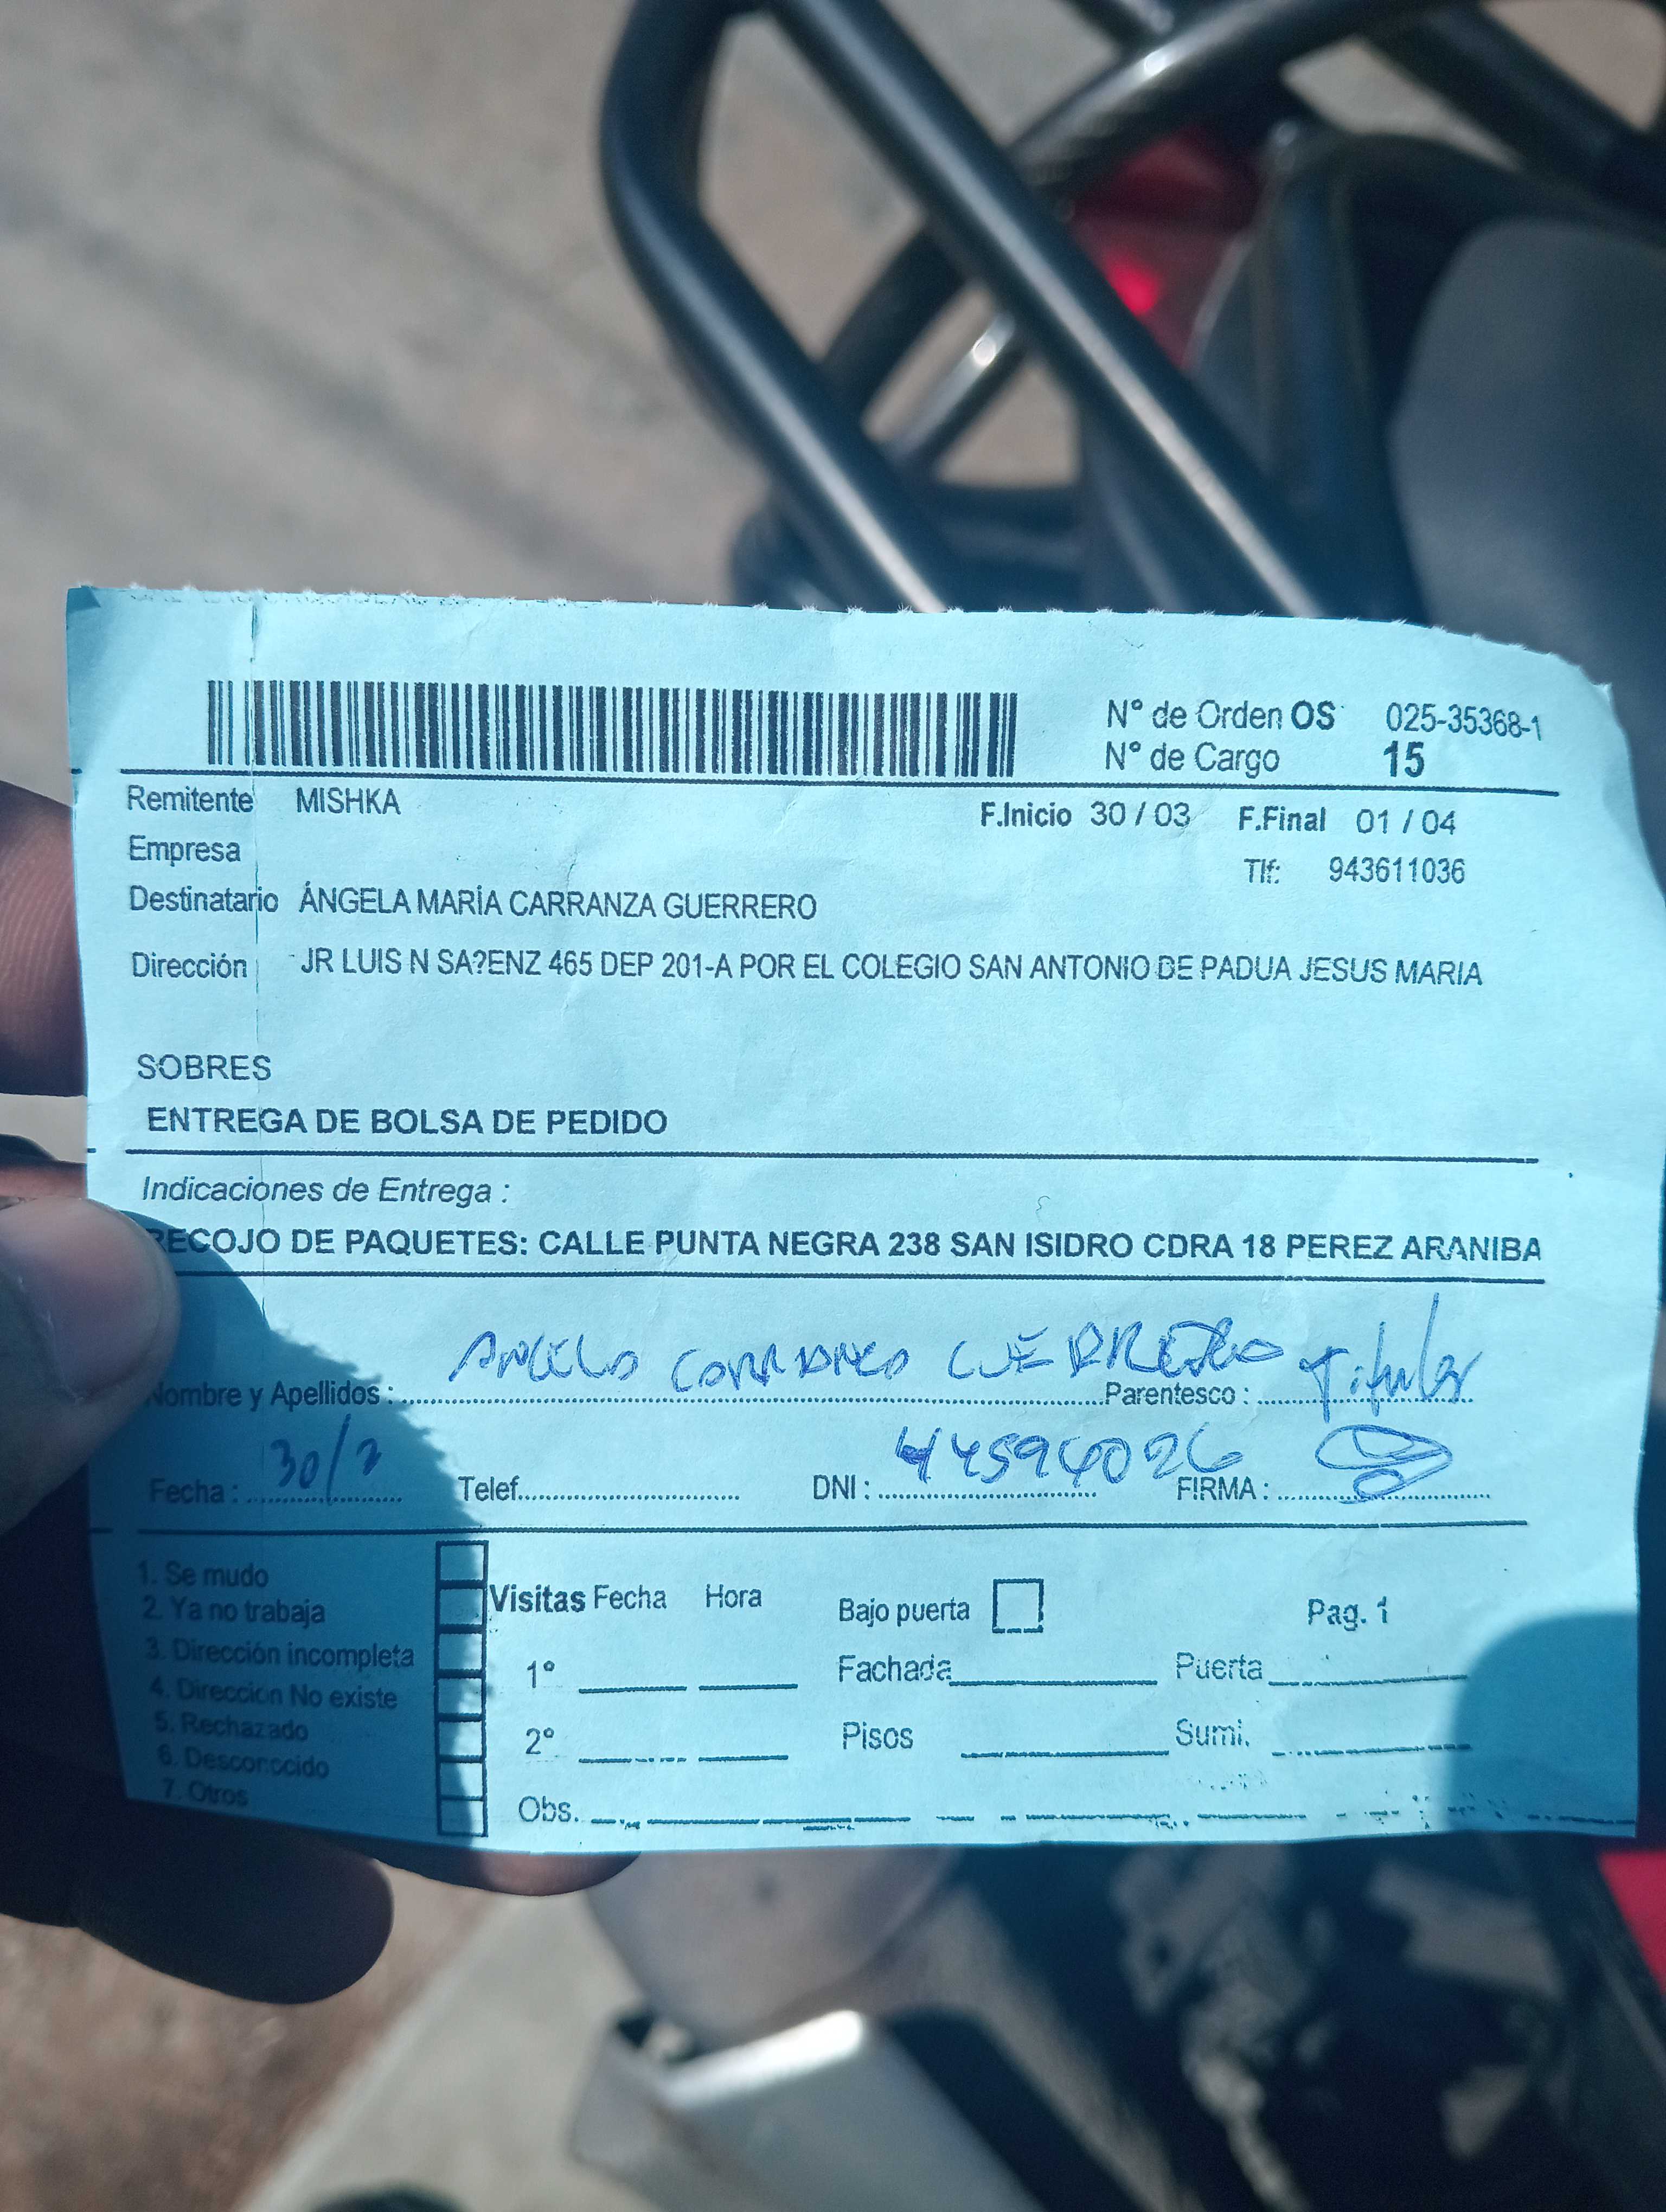 Nº de Orden OS 025-35368-1
Nº de Cargo 15
Remitente MISHKA F.Inicio 30 / 03 F.Final 01 / 04
Empresa Tlf: 943611036
Destinatario ÁNGELA MARÍA CARRANZA GUERRERO
Dirección JR LUIS N SA?ENZ 465 DEP 201-A POR EL COLEGIO SAN ANTONIO DE PADUA JESUS MARIA
SOBRES
ENTREGA DE BOLSA DE PEDIDO
Indicaciones de Entrega :
RECOJO DE PAQUETES: CALLE PUNTA NEGRA 238 SAN ISIDRO CDRA 18 PEREZ ARANIBA
Nombre y Apellidos : Parentesco : Titular
Fecha : 30/3 Telef. DNI : 44594026 FIRMA :
1. Se mudo
2. Ya no trabaja
3. Dirección incompleta
4. Direccion No existe
5. Rechazado
6. Desconocido
7. Otros
Visitas Fecha Hora Bajo puerta Pag. 1
1º Fachada Puerta
2º Pisos Sumi.
Obs.